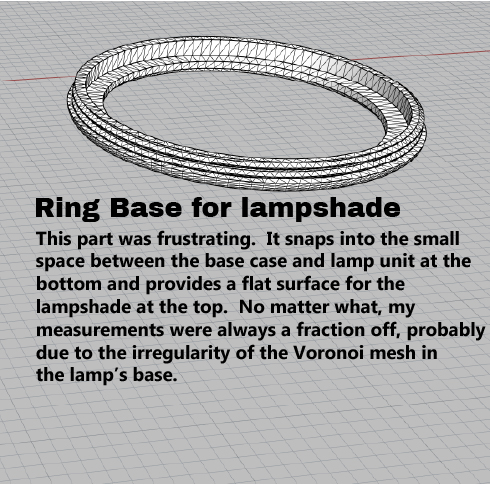 Ring Base for lampshade
This part was frustrating.  It snaps into the small
space between the base case and lamp unit at the
bottom and provides a flat surface for the
lampshade at the top.  No matter what, my
measurements were always a fraction off, probably
due to the irregularity of the Voronoi mesh in
the lamp's base.